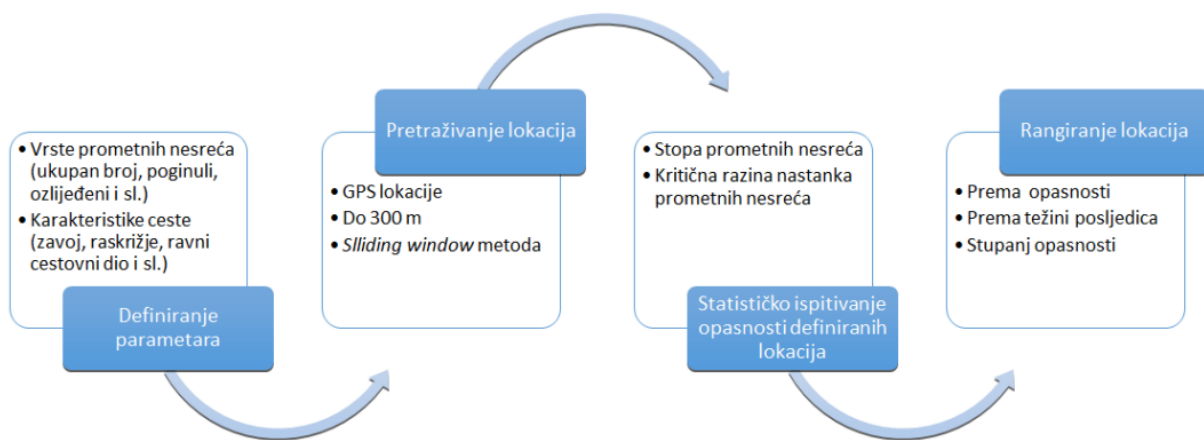 • Vrste prometnih nesreća
(ukupan broj, poginuli,
ozlijeđeni i sl.)
• Karakteristike ceste
(zavoj, raskrižje, ravni
cestovni dio i sl.)
Definiranje
parametara
Pretraživanje lokacija
• GPS lokacije
• Do 300 m
• Slliding window metoda
• Stopa prometnih nesreća
• Kritična razina nastanka
prometnih nesreća
Statističko ispitivanje
opasnosti definiranih
lokacija
Rangiranje lokacija
• Prema opasnosti
• Prema težini posljedica
• Stupanj opasnosti